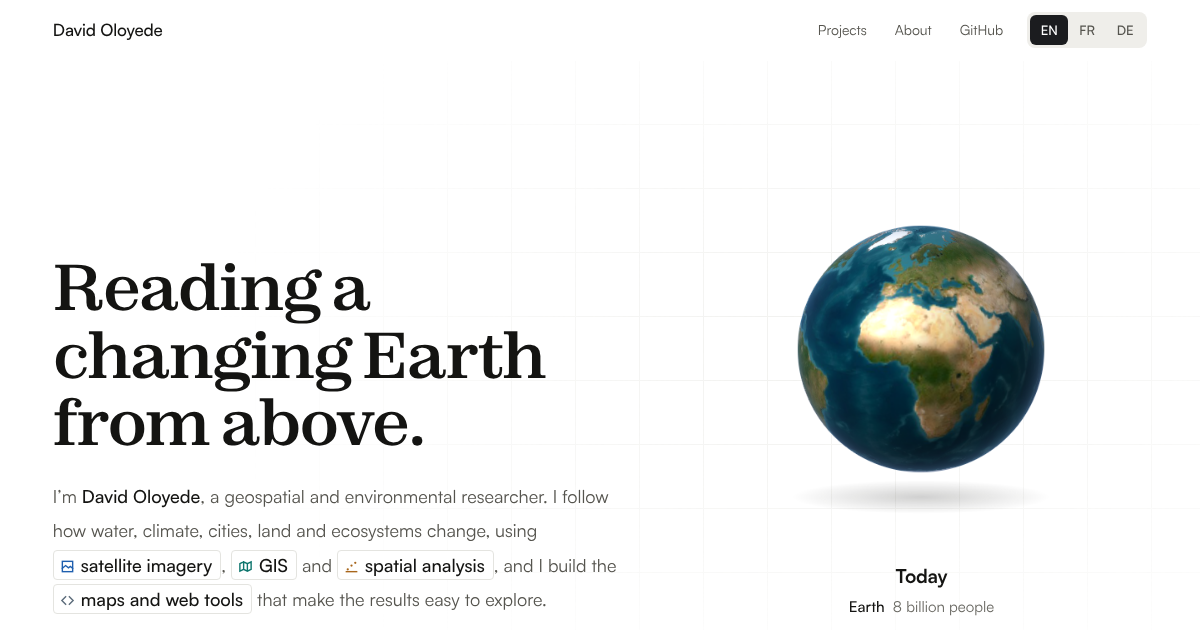 David Oloyede
Projects About GitHub EN FR DE
Reading a
changing Earth
from above.
I’m David Oloyede, a geospatial and environmental researcher. I follow
how water, climate, cities, land and ecosystems change, using
satellite imagery, GIS and spatial analysis, and I build the
maps and web tools that make the results easy to explore.
Today
Earth 8 billion people